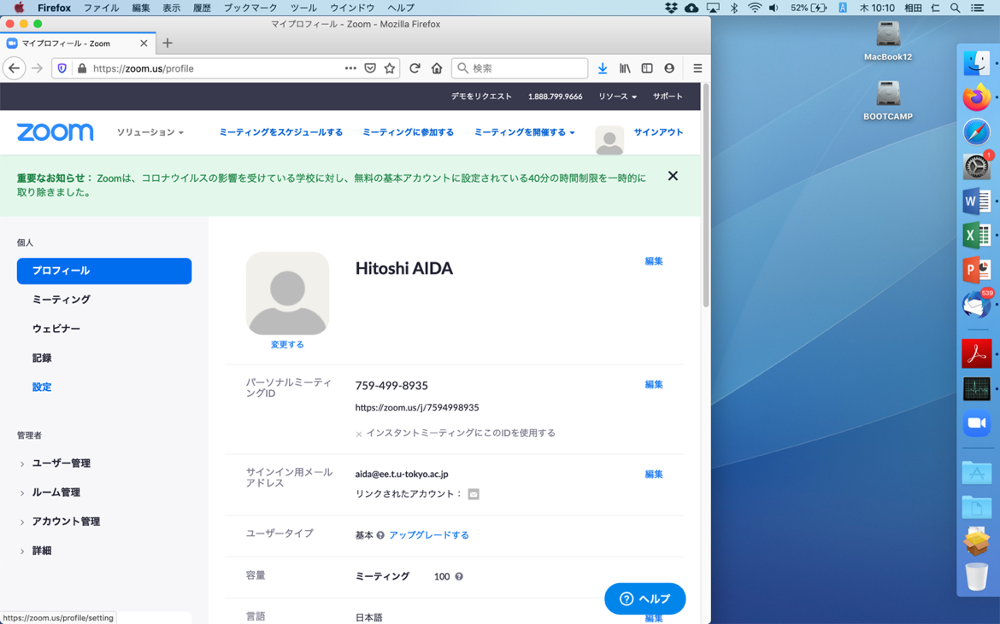 Firefox ファイル 編集 表示 履歴 ブックマーク ツール ウインドウ ヘルプ 52% A 木 10:10 相田 仁
マイプロフィール - Zoom - Mozilla Firefox
マイプロフィール - Zoom
https://zoom.us/profile
検索
デモをリクエスト 1.888.799.9666 リソース サポート
zoom ソリューション ミーティングをスケジュールする ミーティングに参加する ミーティングを開催する サインアウト
重要なお知らせ: Zoomは、コロナウイルスの影響を受けている学校に対し、無料の基本アカウントに設定されている40分の時間制限を一時的に
取り除きました。
個人
プロフィール
ミーティング
ウェビナー
記録
設定
管理者
ユーザー管理
ルーム管理
アカウント管理
詳細
Hitoshi AIDA 編集
変更する
パーソナルミーティ
ングID
759-499-8935 編集
https://zoom.us/j/7594998935
× インスタントミーティングにこのIDを使用する
サインイン用メール
アドレス
aida@ee.t.u-tokyo.ac.jp 編集
リンクされたアカウント:
ユーザータイプ 基本 アップグレードする
容量 ミーティング 100
言語 日本語 編集
ヘルプ
https://zoom.us/profile/setting
MacBook12
BOOTCAMP
1
W
X
P
539